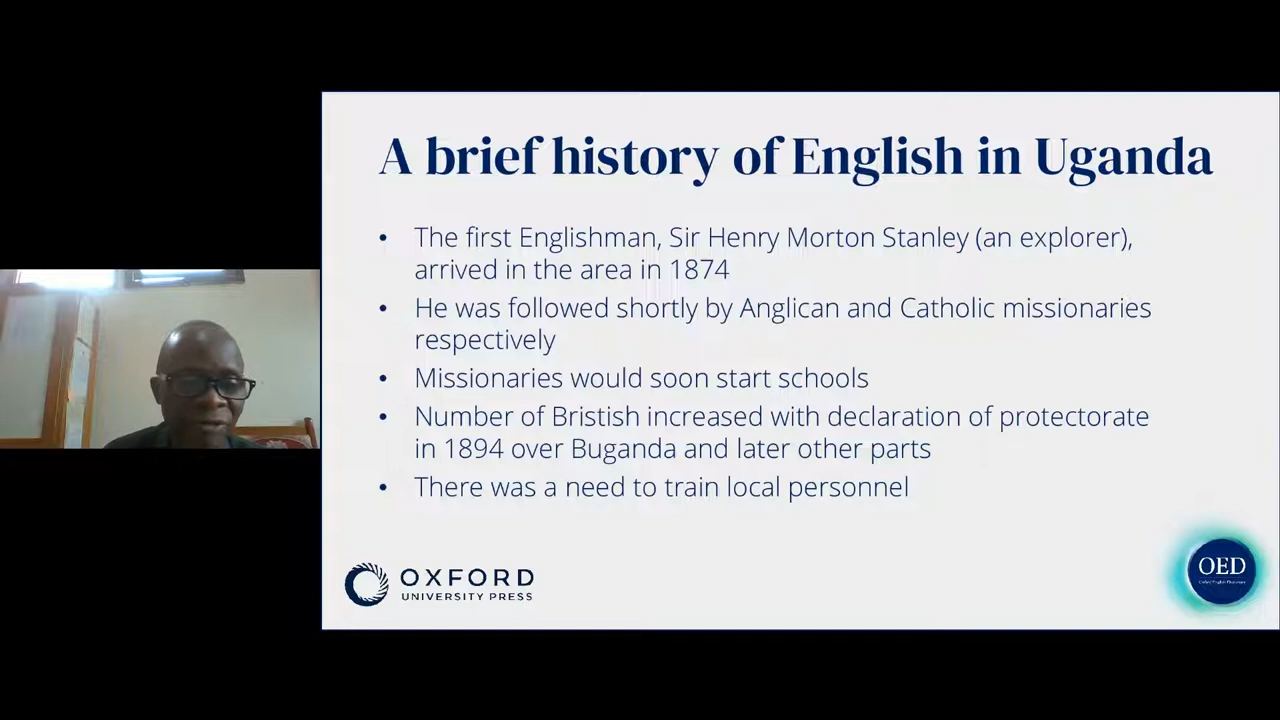 A brief history of English in Uganda
• The first Englishman, Sir Henry Morton Stanley (an explorer),
arrived in the area in 1874
• He was followed shortly by Anglican and Catholic missionaries
respectively
• Missionaries would soon start schools
• Number of Bristish increased with declaration of protectorate
in 1894 over Buganda and later other parts
• There was a need to train local personnel
OXFORD
UNIVERSITY PRESS
OED
Oxford English Dictionary